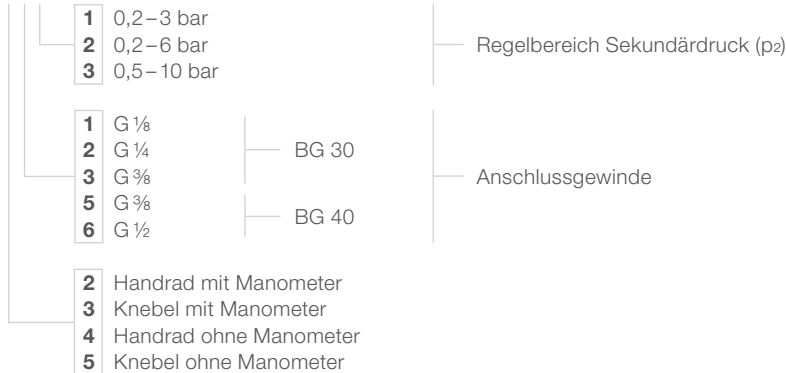 1 0,2–3 bar
2 0,2–6 bar
3 0,5–10 bar
Regelbereich Sekundärdruck (p₂)
1 G ⅛
2 G ¼
3 G ⅜
BG 30
5 G ⅜
6 G ½
BG 40
Anschlussgewinde
2 Handrad mit Manometer
3 Knebel mit Manometer
4 Handrad ohne Manometer
5 Knebel ohne Manometer